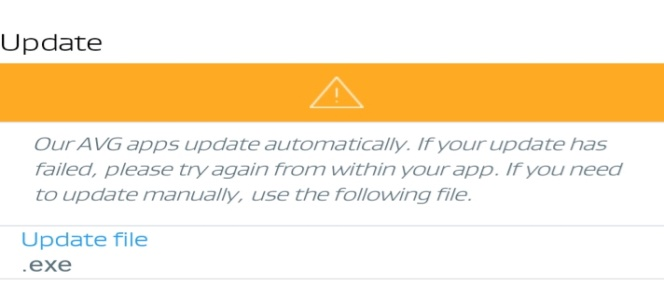 Update
Our AVG apps update automatically. If your update has
failed, please try again from within your app. If you need
to update manually, use the following file.
Update file
.exe